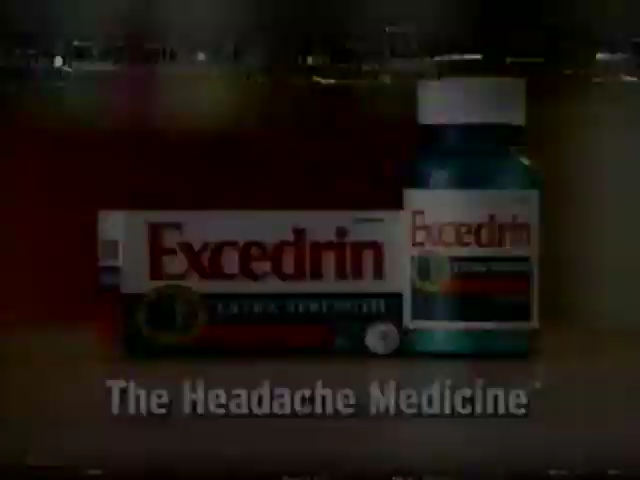 Excedrin
EXTRA STRENGTH
Excedrin
The Headache Medicine